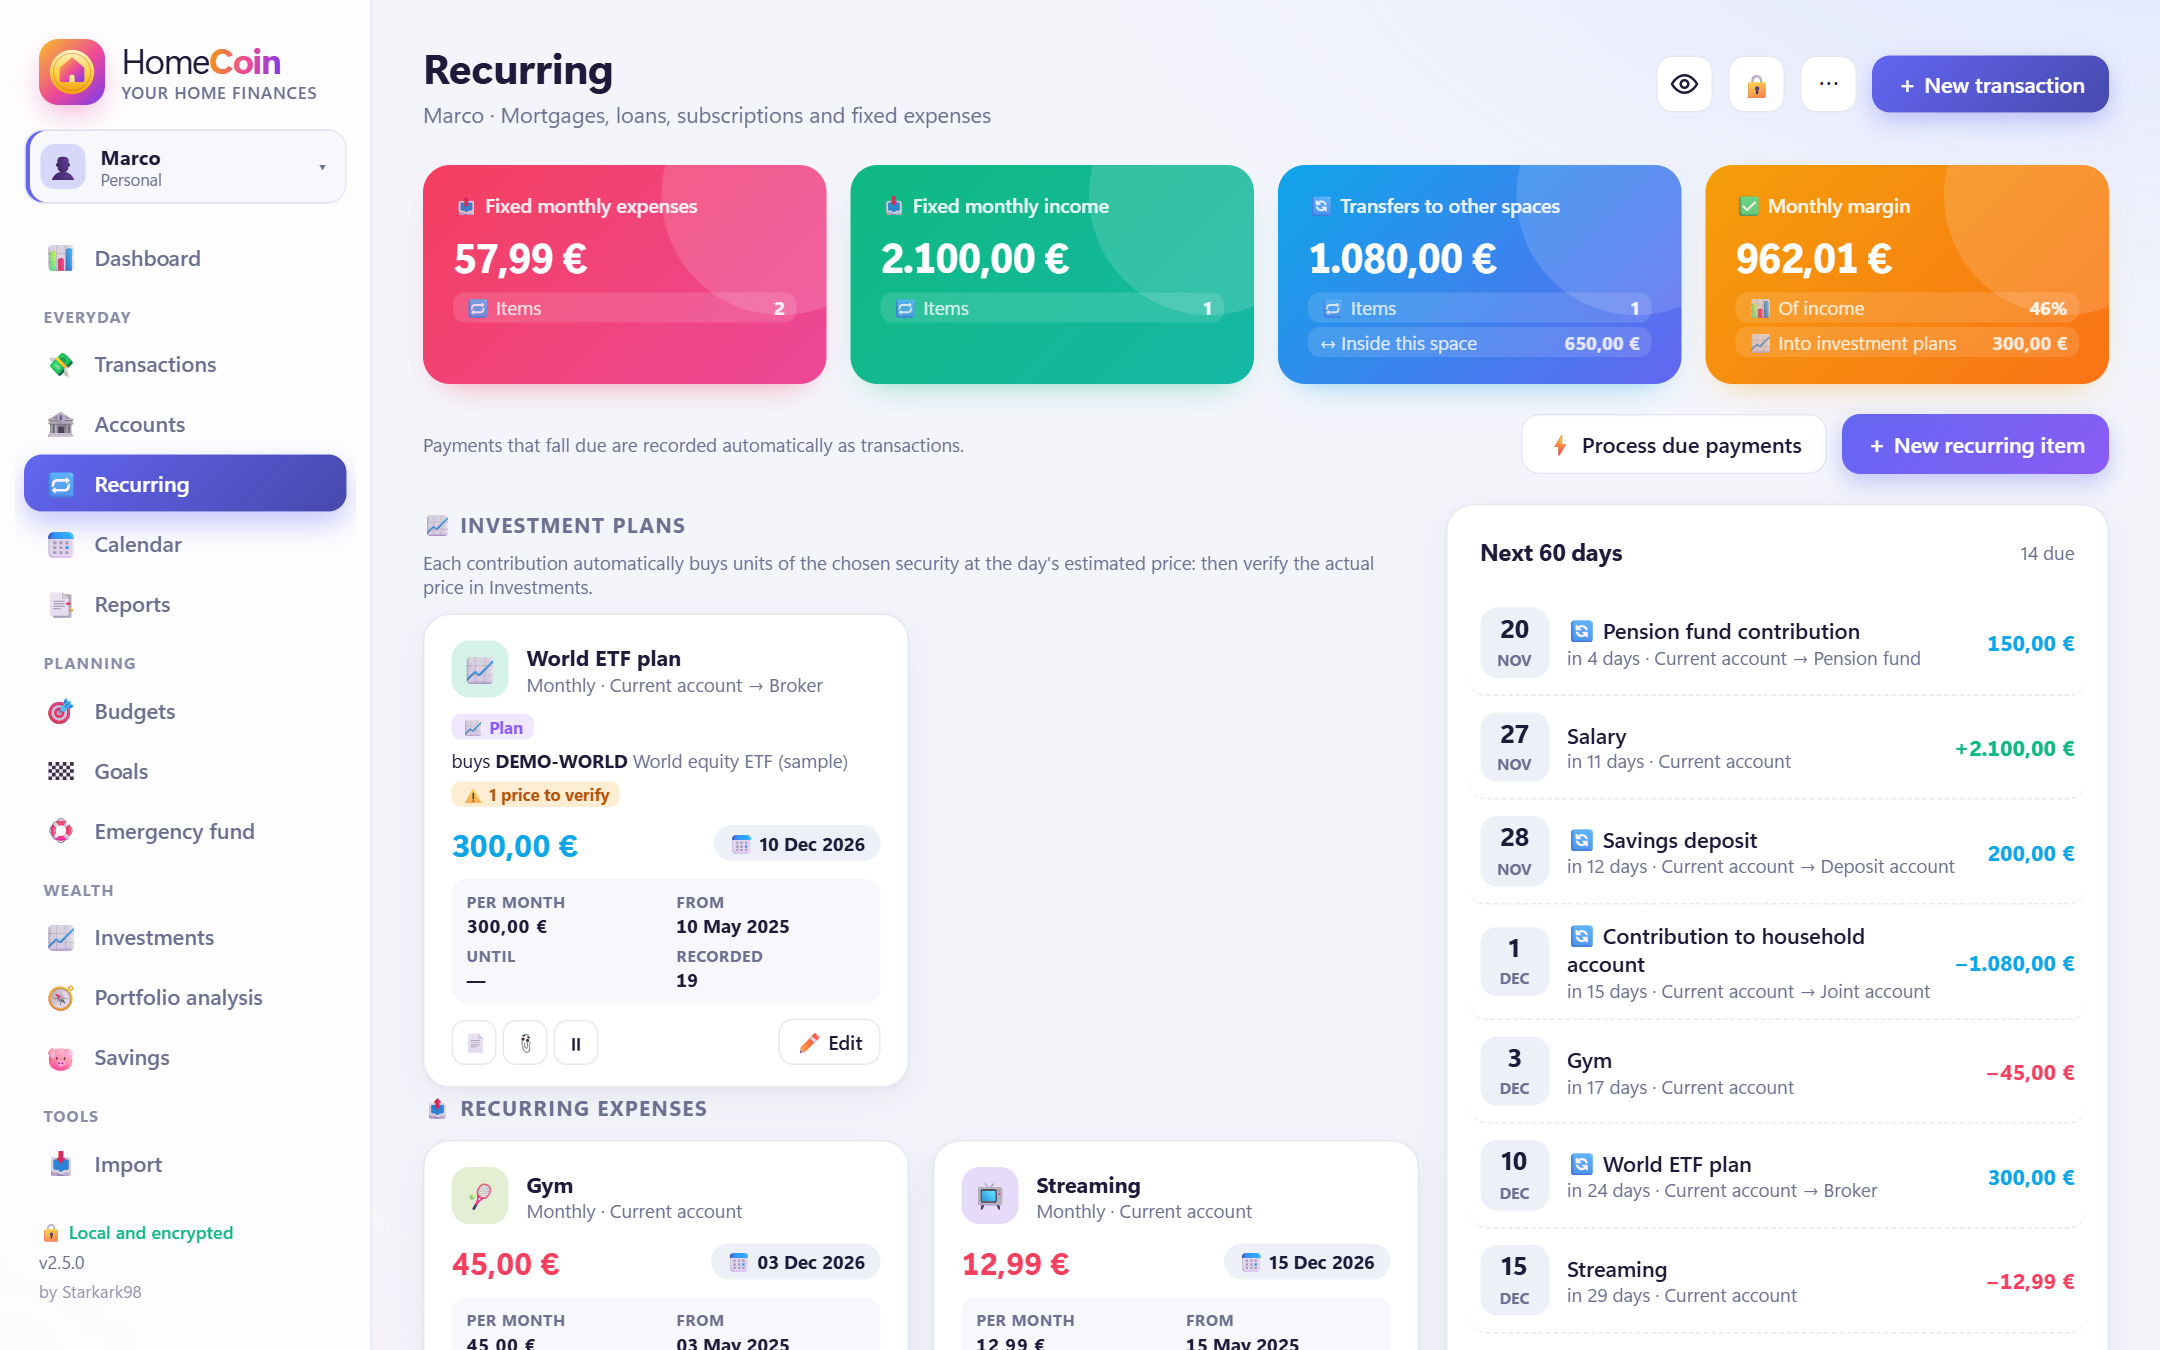 HomeCoin
YOUR HOME FINANCES
Marco
Personal
Dashboard
EVERYDAY
Transactions
Accounts
Recurring
Calendar
Reports
PLANNING
Budgets
Goals
Emergency fund
WEALTH
Investments
Portfolio analysis
Savings
TOOLS
Import
Local and encrypted
v2.5.0
by Starkark98
Recurring
Marco · Mortgages, loans, subscriptions and fixed expenses
+ New transaction
Fixed monthly expenses
57,99 €
Items 2
Fixed monthly income
2.100,00 €
Items 1
Transfers to other spaces
1.080,00 €
Items 1
↔ Inside this space 650,00 €
Monthly margin
962,01 €
Of income 46%
Into investment plans 300,00 €
Payments that fall due are recorded automatically as transactions.
Process due payments
+ New recurring item
INVESTMENT PLANS
Each contribution automatically buys units of the chosen security at the day's estimated price: then verify the actual
price in Investments.
World ETF plan
Monthly · Current account → Broker
Plan
buys DEMO-WORLD World equity ETF (sample)
1 price to verify
300,00 €
10 Dec 2026
PER MONTH FROM
300,00 € 10 May 2025
UNTIL RECORDED
— 19
Edit
RECURRING EXPENSES
Gym
Monthly · Current account
45,00 €
03 Dec 2026
PER MONTH FROM
45,00 € 03 May 2025
Streaming
Monthly · Current account
12,99 €
15 Dec 2026
PER MONTH FROM
12,99 € 15 May 2025
Next 60 days
14 due
20 NOV
Pension fund contribution
in 4 days · Current account → Pension fund
150,00 €
27 NOV
Salary
in 11 days · Current account
+2.100,00 €
28 NOV
Savings deposit
in 12 days · Current account → Deposit account
200,00 €
1 DEC
Contribution to household
account
in 15 days · Current account → Joint account
−1.080,00 €
3 DEC
Gym
in 17 days · Current account
−45,00 €
10 DEC
World ETF plan
in 24 days · Current account → Broker
300,00 €
15 DEC
Streaming
in 29 days · Current account
−12,99 €